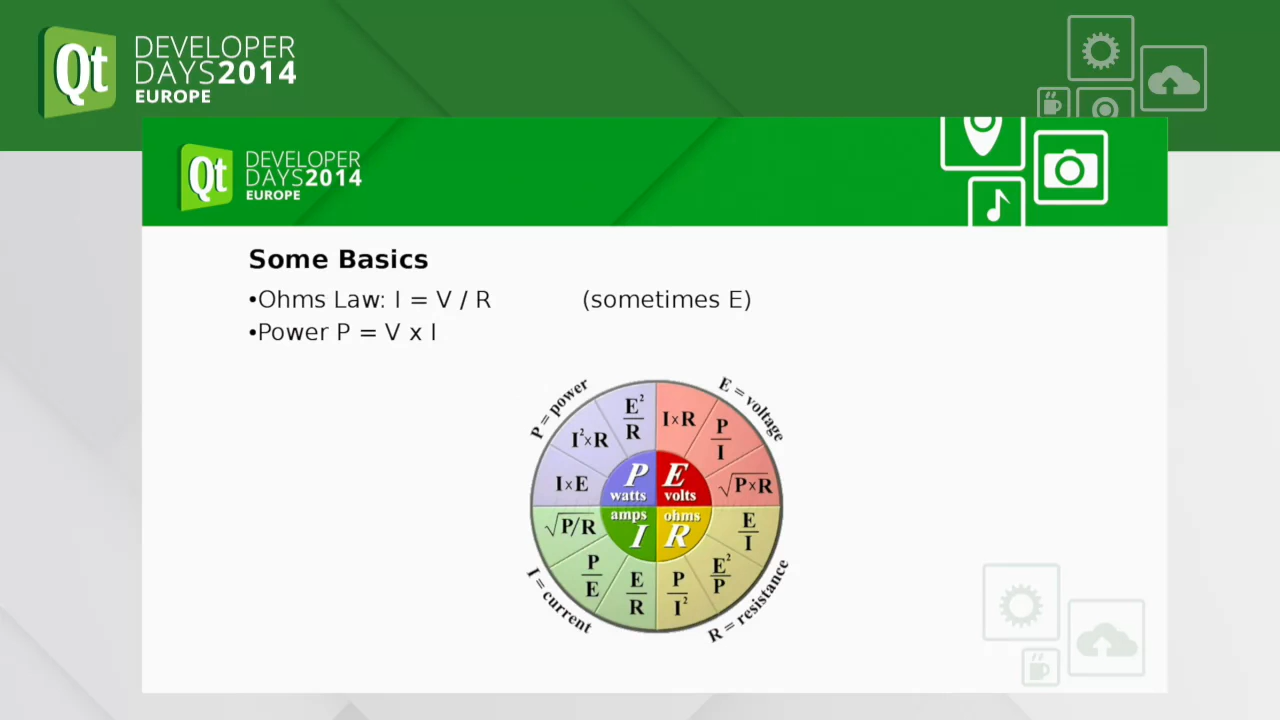 Qt DEVELOPER
DAYS2014
EUROPE
Qt DEVELOPER
DAYS2014
EUROPE
Some Basics
•Ohms Law: I = V / R (sometimes E)
•Power P = V x I
P = power
E = voltage
E²/R
I×R
I²×R
P/I
I×E
√P×R
P watts
E volts
amps I
ohms R
√P/R
E/I
P/E
E²/P
E/R
P/I²
I = current
R = resistance